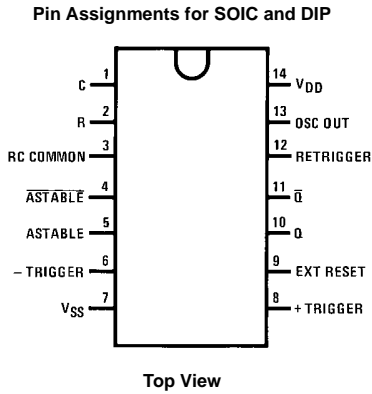 Pin Assignments for SOIC and DIP
C 1
R 2
RC COMMON 3
A̅S̅T̅A̅B̅L̅E̅ 4
ASTABLE 5
– TRIGGER 6
VSS 7
14 VDD
13 OSC OUT
12 RETRIGGER
11 Q̅
10 Q
9 EXT RESET
8 + TRIGGER
Top View